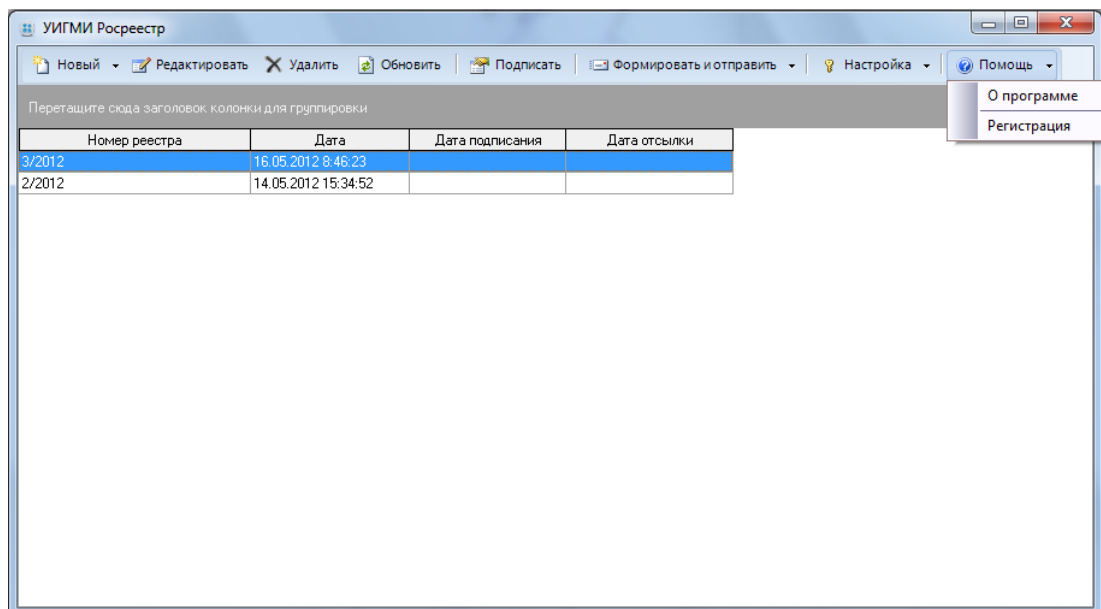 УИГМИ Росреестр
Новый Редактировать Удалить Обновить Подписать Формировать и отправить Настройка Помощь
О программе
Перетащите сюда заголовок колонки для группировки
Регистрация
Номер реестра Дата Дата подписания Дата отсылки
3/2012 16.05.2012 8:46:23
2/2012 14.05.2012 15:34:52